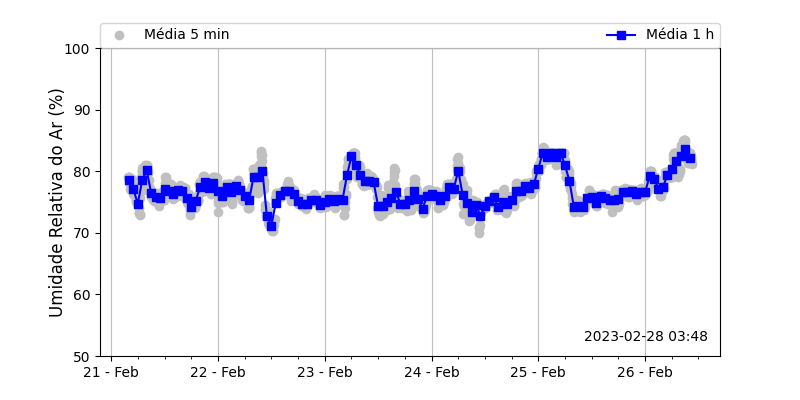 Média 5 min
Média 1 h
Umidade Relativa do Ar (%)
100
90
80
70
60
50
2023-02-28 03:48
21 - Feb
22 - Feb
23 - Feb
24 - Feb
25 - Feb
26 - Feb